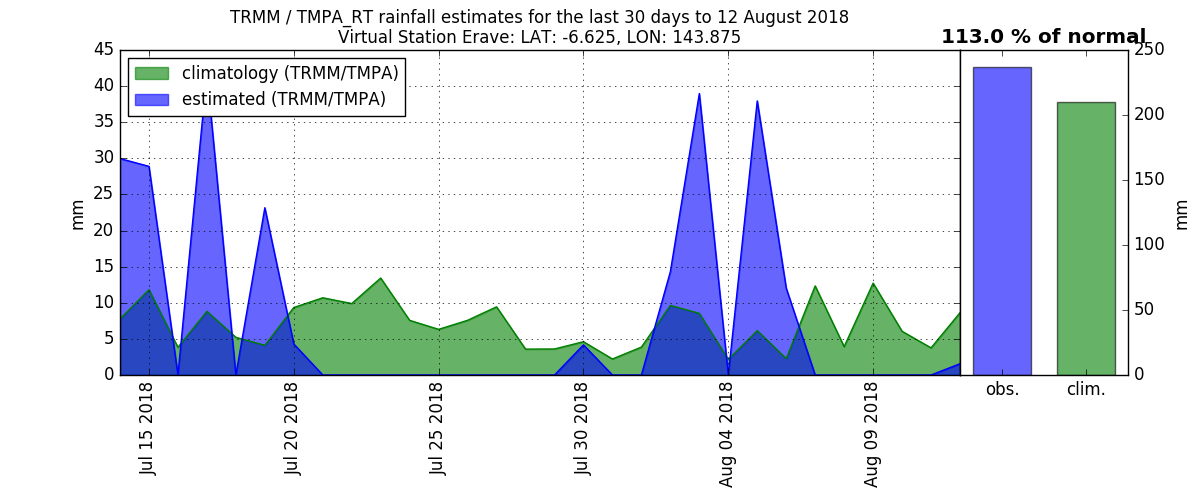 TRMM / TMPA_RT rainfall estimates for the last 30 days to 12 August 2018
Virtual Station Erave: LAT: -6.625, LON: 143.875
113.0 % of normal
climatology (TRMM/TMPA)
estimated (TRMM/TMPA)
45
40
35
30
25
20
15
10
5
0
mm
Jul 15 2018
Jul 20 2018
Jul 25 2018
Jul 30 2018
Aug 04 2018
Aug 09 2018
250
200
150
100
50
0
mm
obs.
clim.